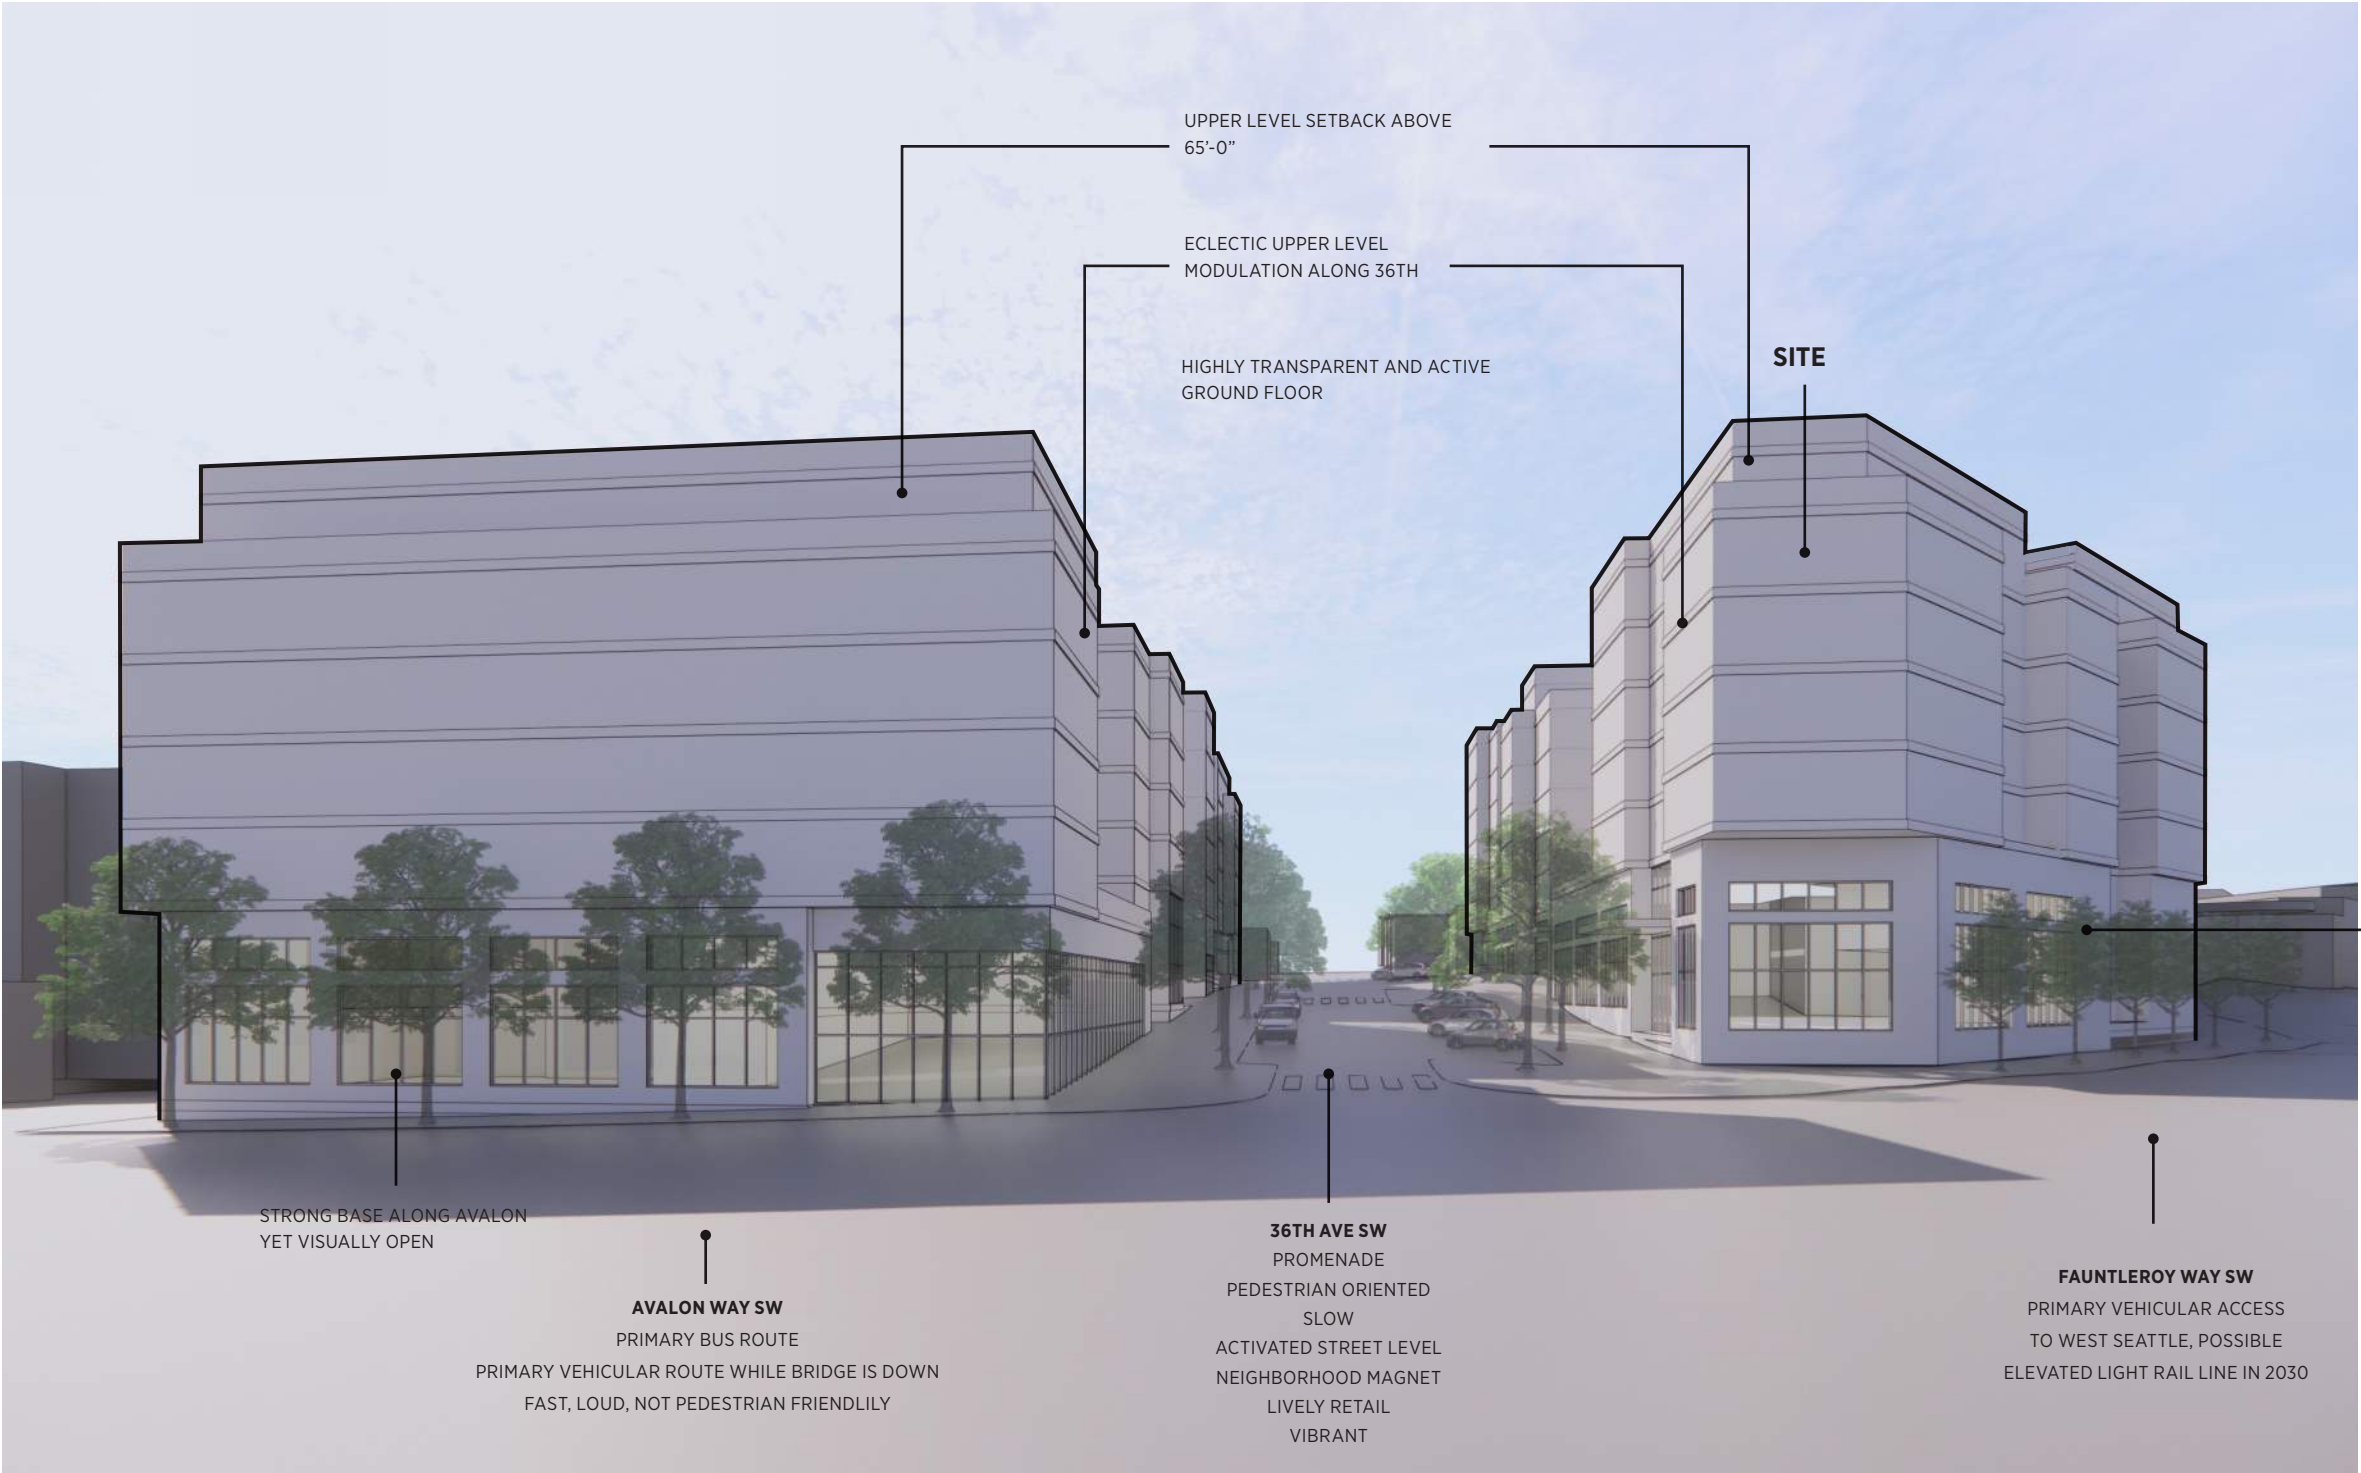 UPPER LEVEL SETBACK ABOVE
65’-0”
ECLECTIC UPPER LEVEL
MODULATION ALONG 36TH
HIGHLY TRANSPARENT AND ACTIVE
GROUND FLOOR
SITE
STRONG BASE ALONG AVALON
YET VISUALLY OPEN
AVALON WAY SW
PRIMARY BUS ROUTE
PRIMARY VEHICULAR ROUTE WHILE BRIDGE IS DOWN
FAST, LOUD, NOT PEDESTRIAN FRIENDLILY
36TH AVE SW
PROMENADE
PEDESTRIAN ORIENTED
SLOW
ACTIVATED STREET LEVEL
NEIGHBORHOOD MAGNET
LIVELY RETAIL
VIBRANT
FAUNTLEROY WAY SW
PRIMARY VEHICULAR ACCESS
TO WEST SEATTLE, POSSIBLE
ELEVATED LIGHT RAIL LINE IN 2030